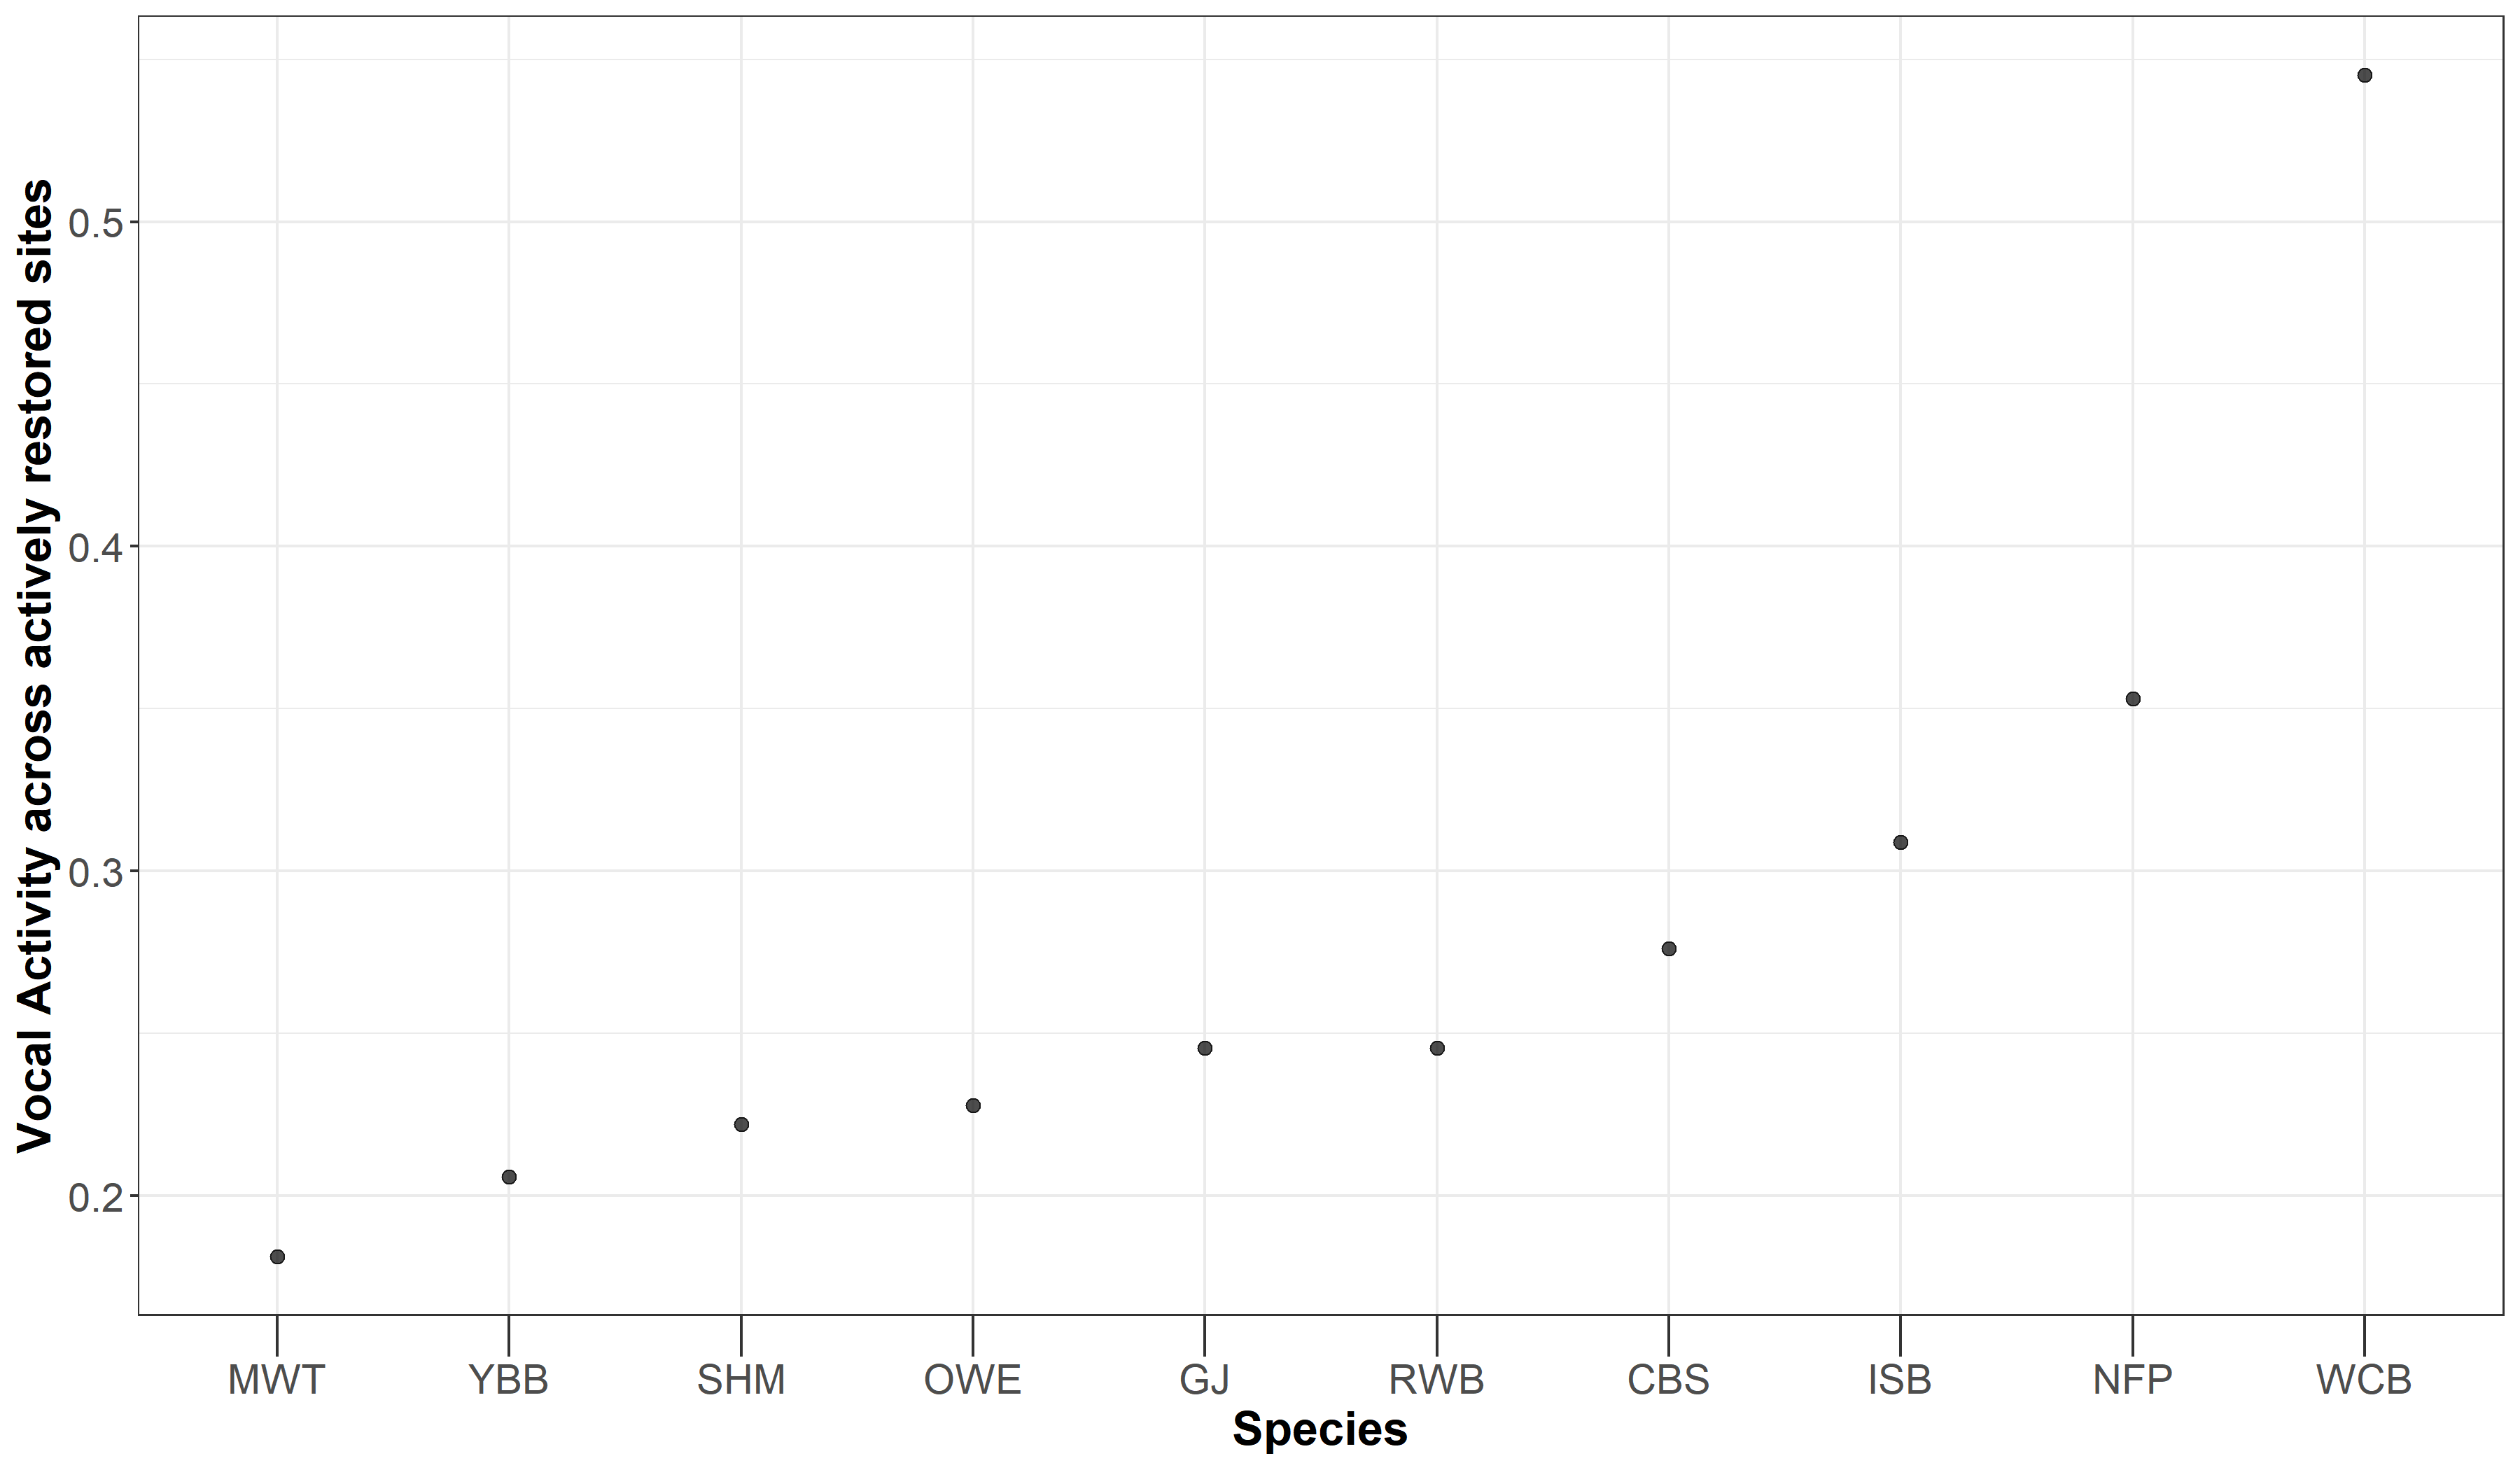 Vocal Activity across actively restored sites
0.5
0.4
0.3
0.2
MWT YBB SHM OWE GJ RWB CBS ISB NFP WCB
Species